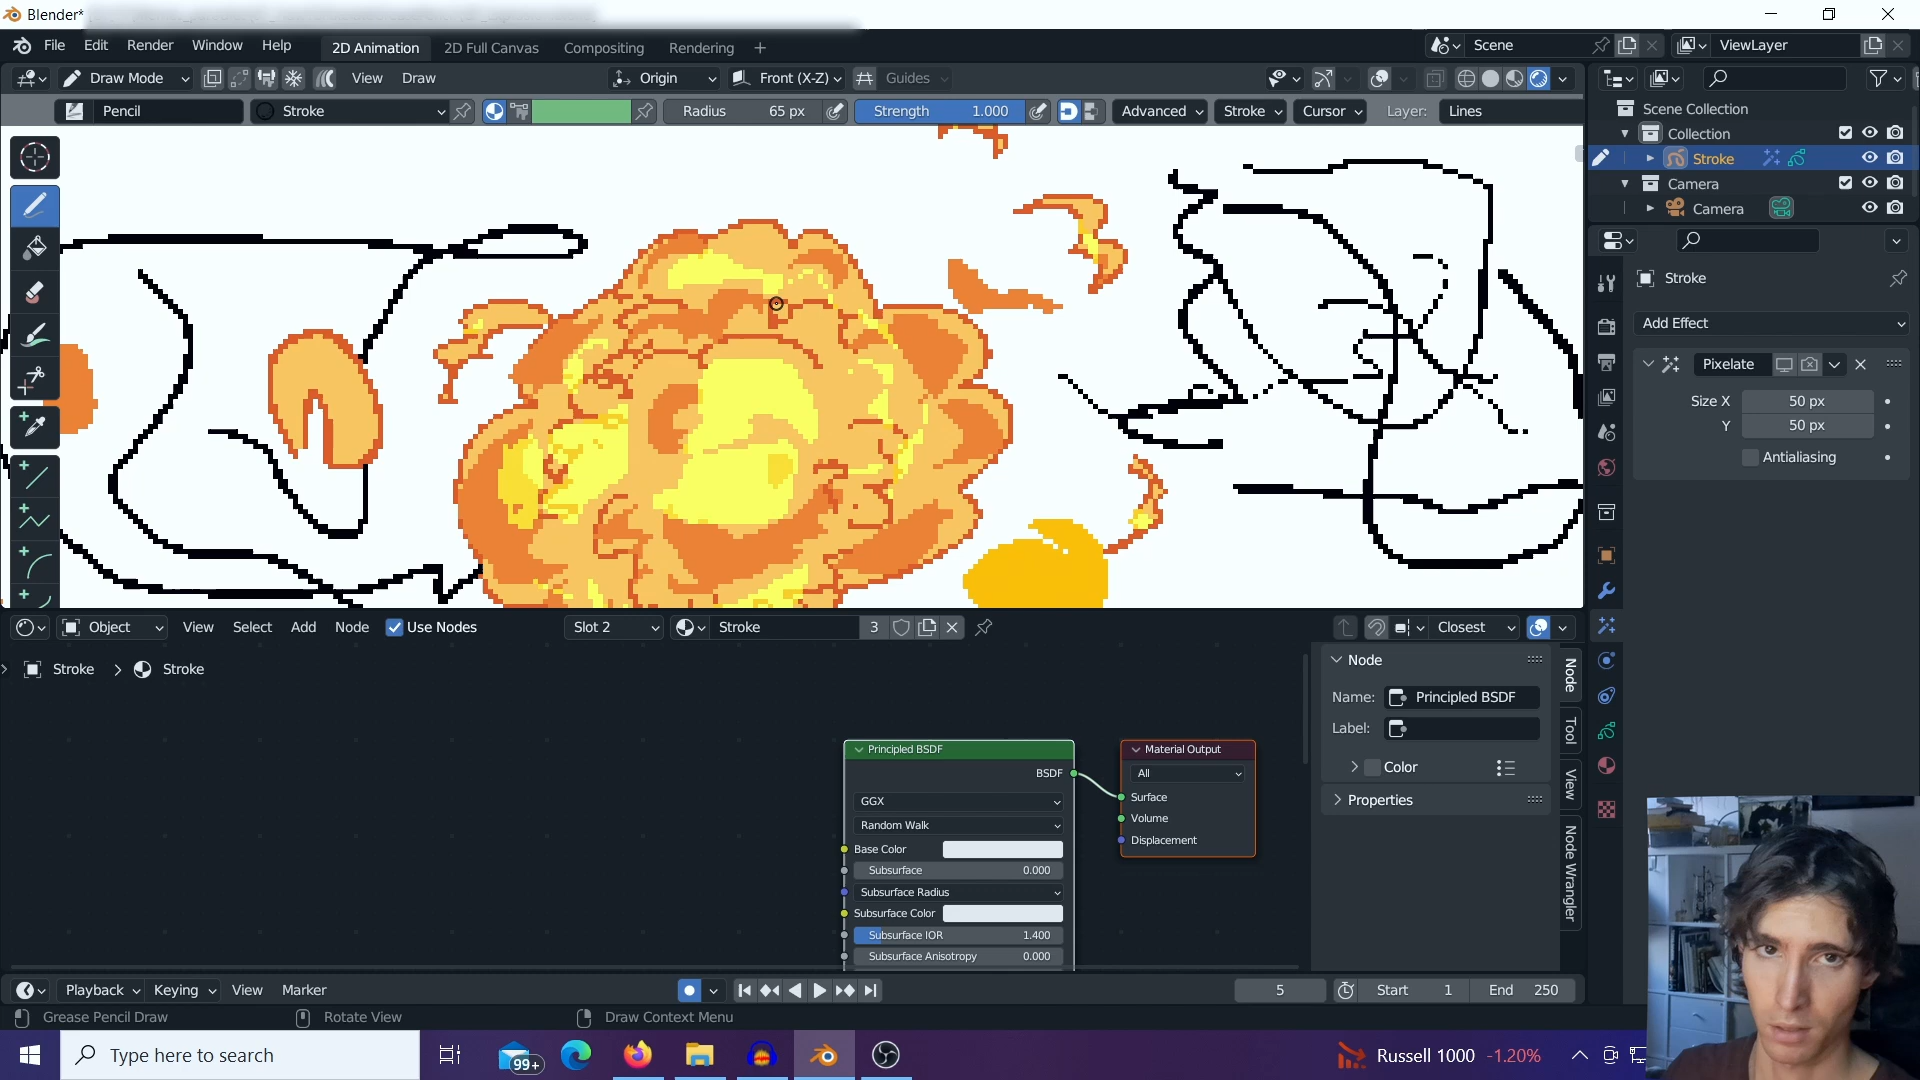 Blender*
File Edit Render Window Help 2D Animation 2D Full Canvas Compositing Rendering + Scene ViewLayer
Draw Mode View Draw Origin Front (X-Z) Guides
Pencil Stroke Radius 65 px Strength 1.000 Advanced Stroke Cursor Layer: Lines
Scene Collection
Collection
Stroke
Camera
Camera
Stroke
Add Effect
Pixelate
Size X 50 px
Y 50 px
Antialiasing
Object View Select Add Node Use Nodes Slot 2 Stroke 3 Closest
Stroke > Stroke
Principled BSDF
BSDF
GGX
Random Walk
Base Color
Subsurface 0.000
Subsurface Radius
Subsurface Color
Subsurface IOR 1.400
Subsurface Anisotropy 0.000
Material Output
All
Surface
Volume
Displacement
Node
Name: Principled BSDF
Label:
Color
Properties
Node
Tool
View
Node Wrangler
Playback Keying View Marker 5 Start 1 End 250
Grease Pencil Draw Rotate View Draw Context Menu
Type here to search 99+ Russell 1000 -1.20%